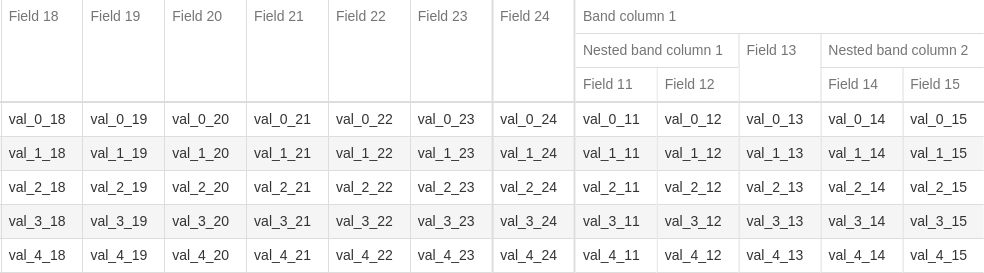 Field 18 Field 19 Field 20 Field 21 Field 22 Field 23 Field 24 Band column 1
Nested band column 1 Field 13 Nested band column 2
Field 11 Field 12 Field 14 Field 15
val_0_18 val_0_19 val_0_20 val_0_21 val_0_22 val_0_23 val_0_24 val_0_11 val_0_12 val_0_13 val_0_14 val_0_15
val_1_18 val_1_19 val_1_20 val_1_21 val_1_22 val_1_23 val_1_24 val_1_11 val_1_12 val_1_13 val_1_14 val_1_15
val_2_18 val_2_19 val_2_20 val_2_21 val_2_22 val_2_23 val_2_24 val_2_11 val_2_12 val_2_13 val_2_14 val_2_15
val_3_18 val_3_19 val_3_20 val_3_21 val_3_22 val_3_23 val_3_24 val_3_11 val_3_12 val_3_13 val_3_14 val_3_15
val_4_18 val_4_19 val_4_20 val_4_21 val_4_22 val_4_23 val_4_24 val_4_11 val_4_12 val_4_13 val_4_14 val_4_15